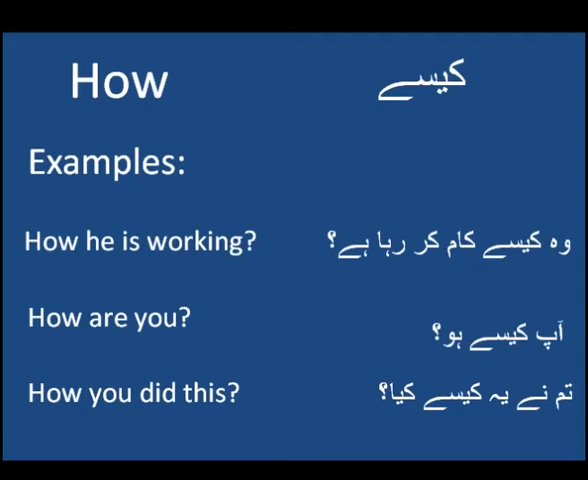 How کیسے
Examples:
How he is working? وہ کیسے کام کر رہا ہے؟
How are you? آپ کیسے ہو؟
How you did this? تم نے یہ کیسے کیا؟